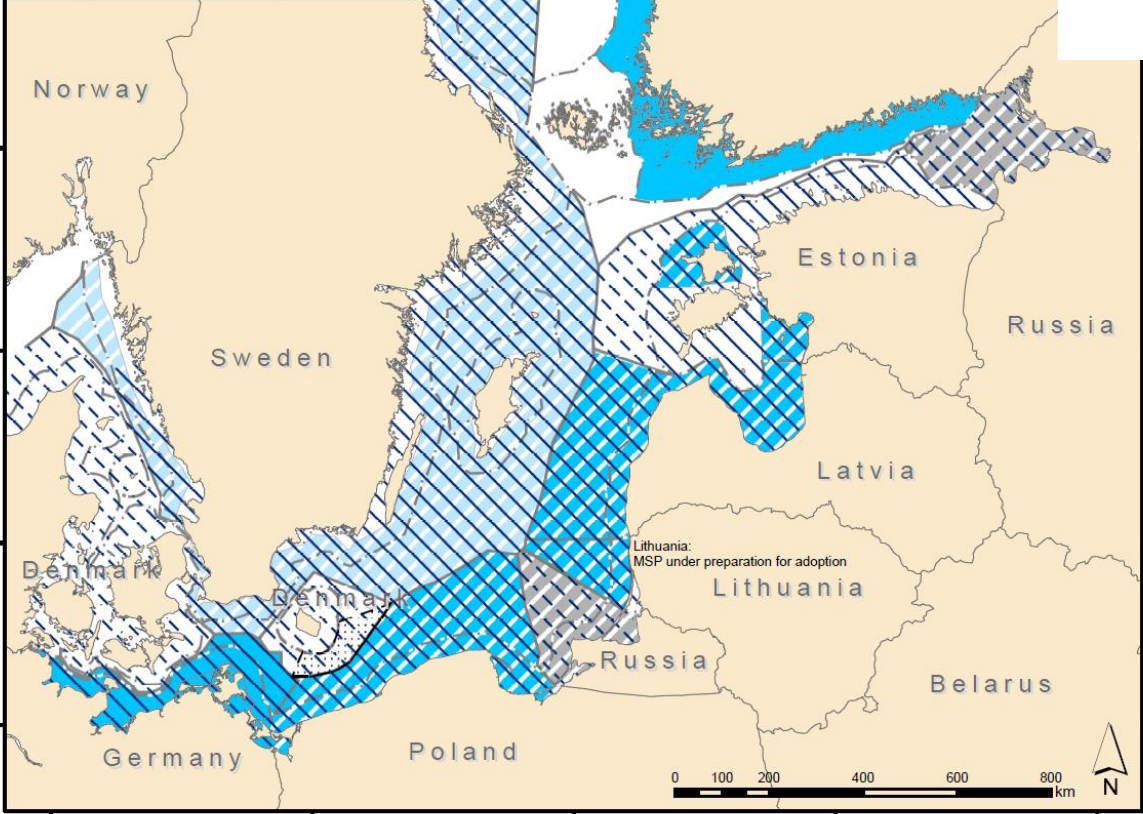 Norway
Estonia
Russia
Sweden
Latvia
Lithuania:
MSP under preparation for adoption
Denmark
Lithuania
Denmark
Russia
Belarus
Germany
Poland
0 100 200 400 600 800
km
N